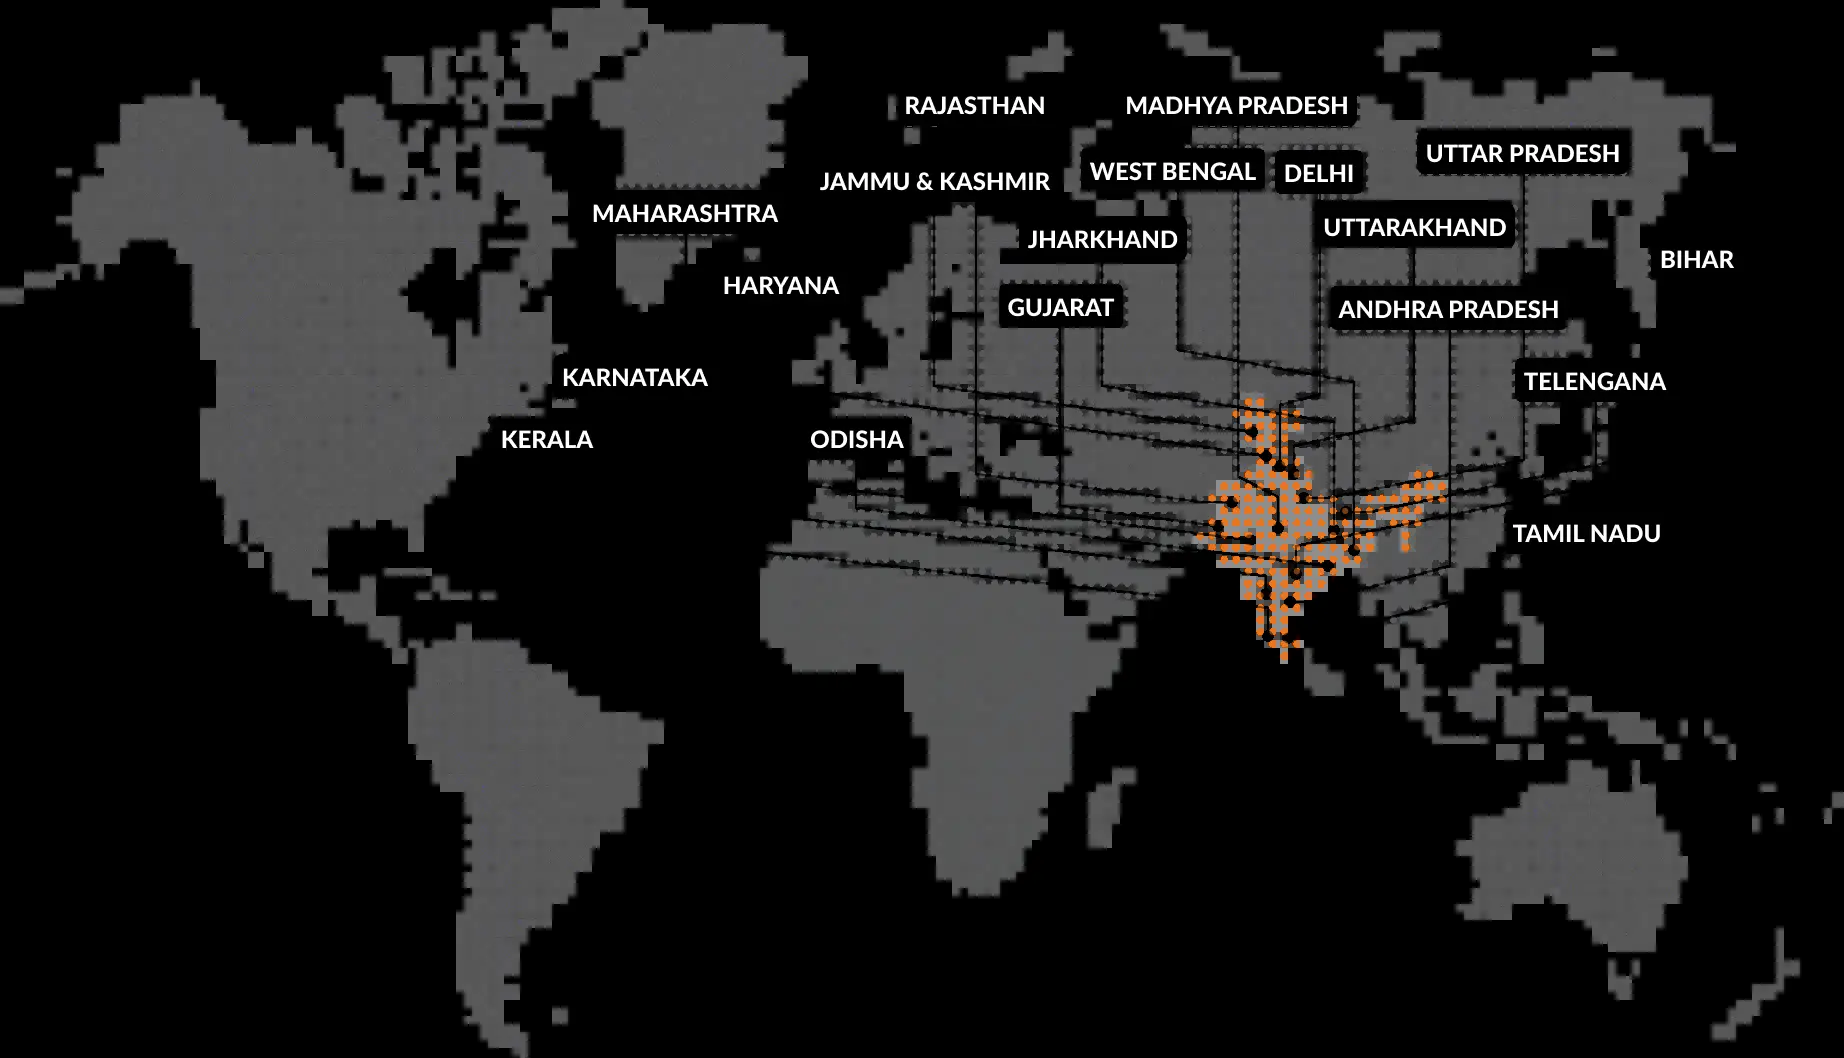 RAJASTHAN
MADHYA PRADESH
UTTAR PRADESH
WEST BENGAL
DELHI
JAMMU & KASHMIR
MAHARASHTRA
UTTARAKHAND
JHARKHAND
BIHAR
HARYANA
GUJARAT
ANDHRA PRADESH
KARNATAKA
TELENGANA
KERALA
ODISHA
TAMIL NADU